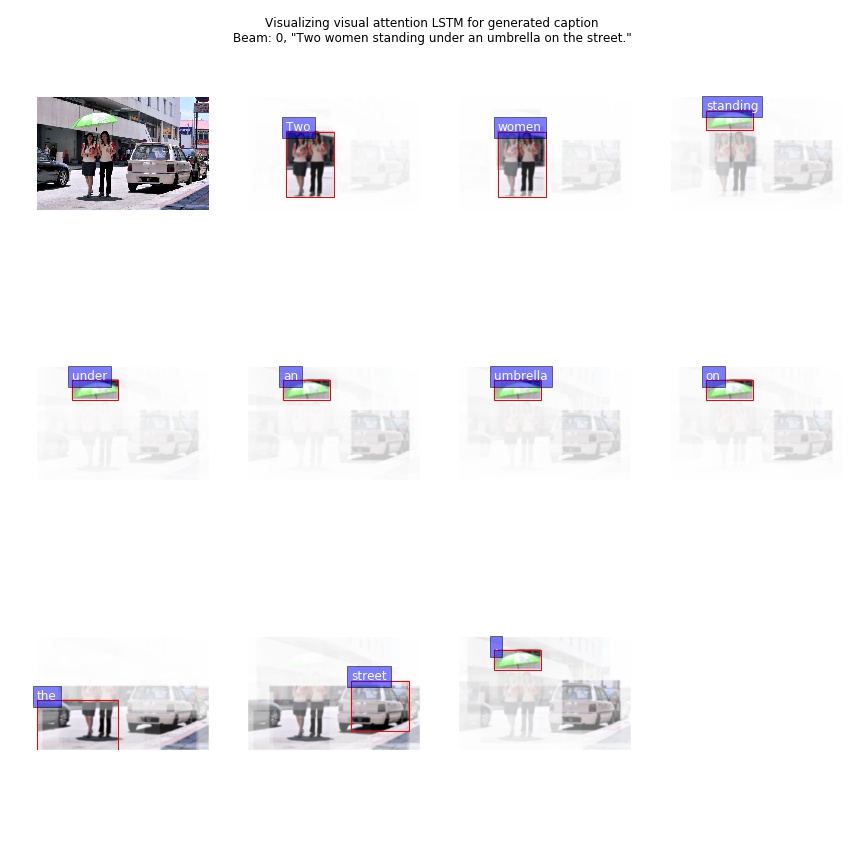 Visualizing visual attention LSTM for generated caption
Beam: 0, "Two women standing under an umbrella on the street."
Two
women
standing
under
an
umbrella
on
the
street